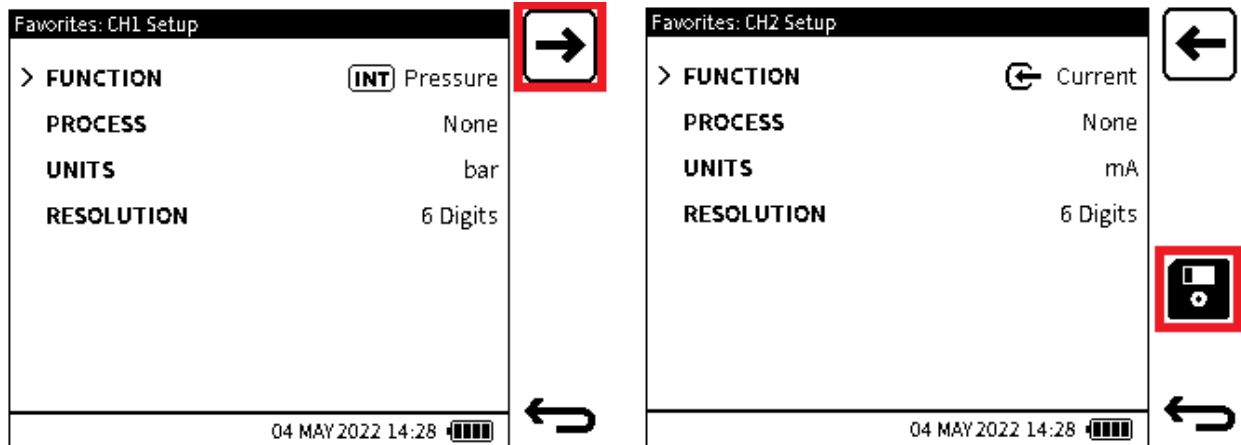 Favorites: CH1 Setup
> FUNCTION INT Pressure
PROCESS None
UNITS bar
RESOLUTION 6 Digits
04 MAY 2022 14:28
Favorites: CH2 Setup
> FUNCTION Current
PROCESS None
UNITS mA
RESOLUTION 6 Digits
04 MAY 2022 14:28